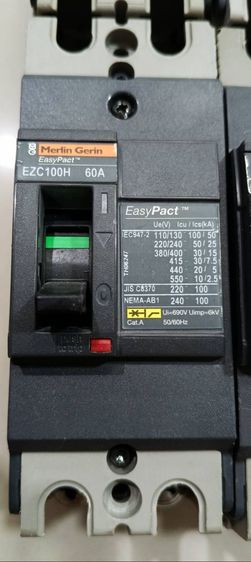 Merlin Gerin
EasyPact™
EZC100H 60A
EasyPact™
Ue(V) Icu / Ics(kA)
IEC947-2 110/130 100/50
220/240 50/25
380/400 30/15
415 30/7.5
440 20/5
550 10/2.5
JIS C8370 220 100
NEMA-AB1 240 100
Ui=690V Uimp=6kV
Cat.A 50/60Hz